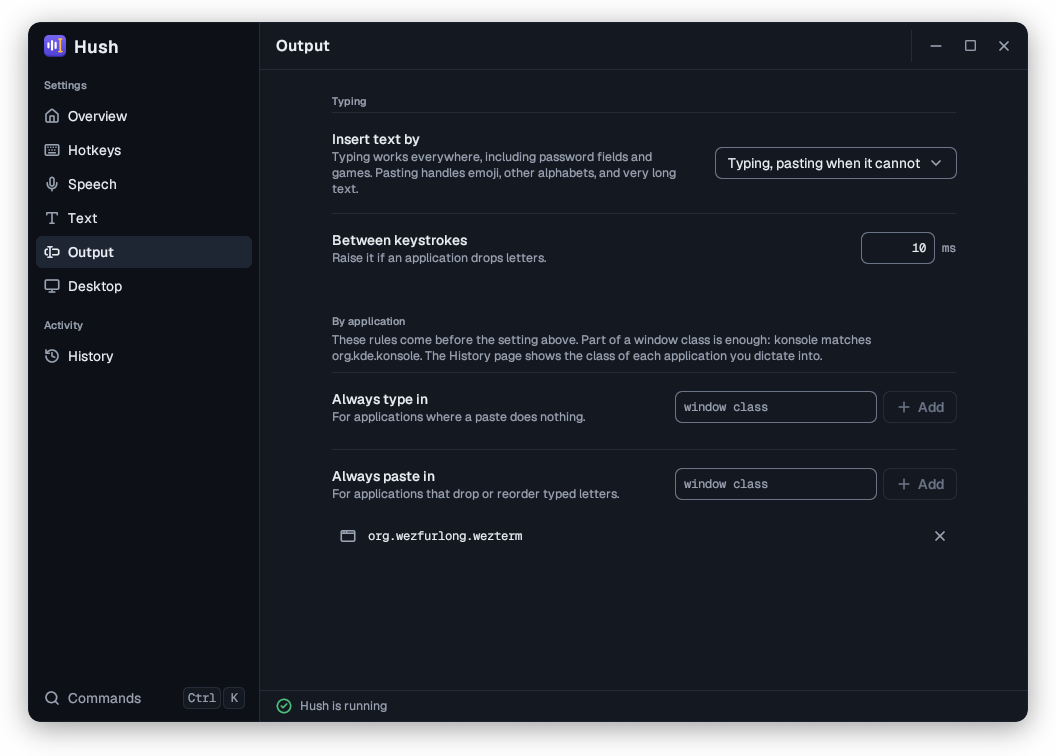 Hush
Settings
Overview
Hotkeys
Speech
Text
Output
Desktop
Activity
History
Commands
Ctrl K
Output
Typing
Insert text by
Typing works everywhere, including password fields and
games. Pasting handles emoji, other alphabets, and very long
text.
Typing, pasting when it cannot
Between keystrokes
Raise it if an application drops letters.
10 ms
By application
These rules come before the setting above. Part of a window class is enough: konsole matches
org.kde.konsole. The History page shows the class of each application you dictate into.
Always type in
For applications where a paste does nothing.
window class
Add
Always paste in
For applications that drop or reorder typed letters.
window class
Add
org.wezfurlong.wezterm
Hush is running